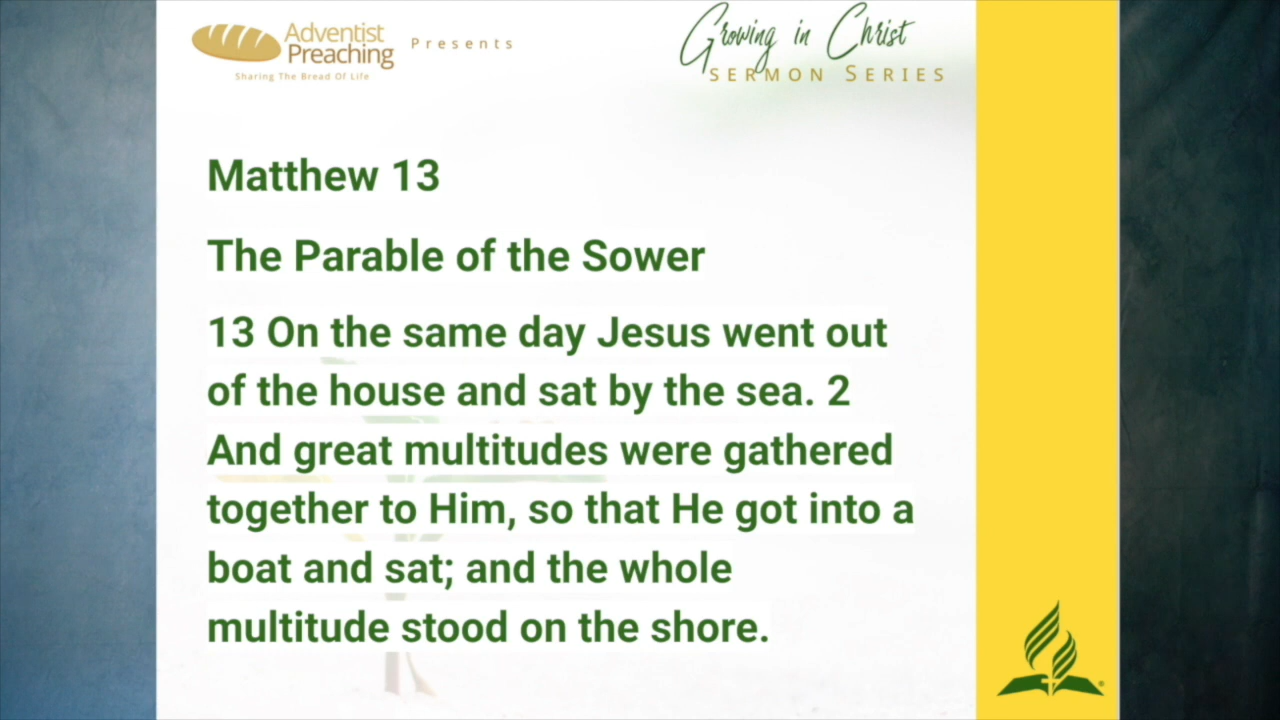 Adventist
Preaching
Sharing The Bread Of Life
Presents
Growing in Christ
SERMON SERIES
Matthew 13
The Parable of the Sower
13 On the same day Jesus went out
of the house and sat by the sea. 2
And great multitudes were gathered
together to Him, so that He got into a
boat and sat; and the whole
multitude stood on the shore.